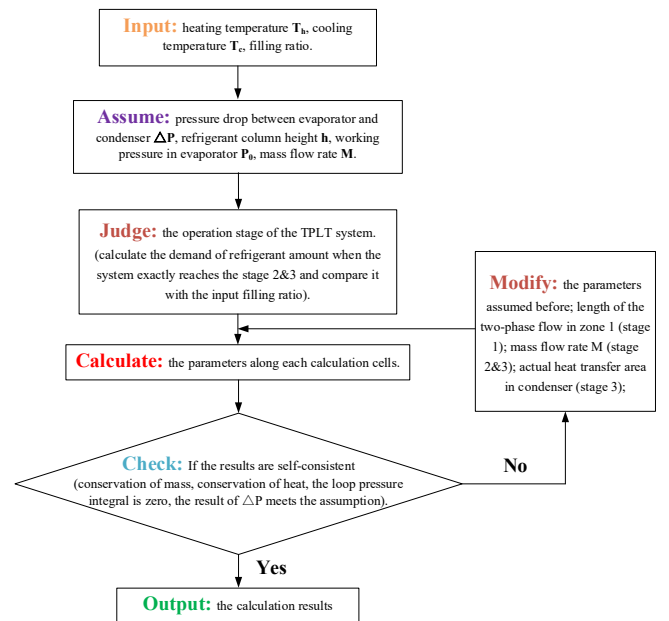 Input: heating temperature Th, cooling
temperature Tc, filling ratio.
Assume: pressure drop between evaporator and
condenser △P, refrigerant column height h, working
pressure in evaporator P0, mass flow rate M.
Judge: the operation stage of the TPLT system.
(calculate the demand of refrigerant amount when the
system exactly reaches the stage 2&3 and compare it
with the input filling ratio).
Modify: the parameters
assumed before; length of the
two-phase flow in zone 1 (stage
1); mass flow rate M (stage
2&3); actual heat transfer area
in condenser (stage 3);
Calculate: the parameters along each calculation cells.
Check: If the results are self-consistent
(conservation of mass, conservation of heat, the loop pressure
integral is zero, the result of △P meets the assumption).
No
Yes
Output: the calculation results